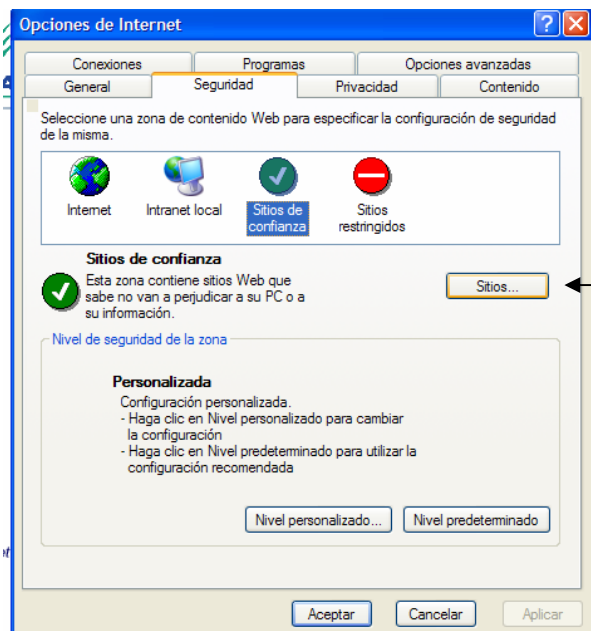 Opciones de Internet
Conexiones Programas Opciones avanzadas
General Seguridad Privacidad Contenido
Seleccione una zona de contenido Web para especificar la configuración de seguridad
de la misma.
Internet Intranet local Sitios de confianza Sitios restringidos
Sitios de confianza
Esta zona contiene sitios Web que
sabe no van a perjudicar a su PC o a
su información.
Sitios...
Nivel de seguridad de la zona
Personalizada
Configuración personalizada.
- Haga clic en Nivel personalizado para cambiar
la configuración
- Haga clic en Nivel predeterminado para utilizar la
configuración recomendada
Nivel personalizado... Nivel predeterminado
Aceptar Cancelar Aplicar